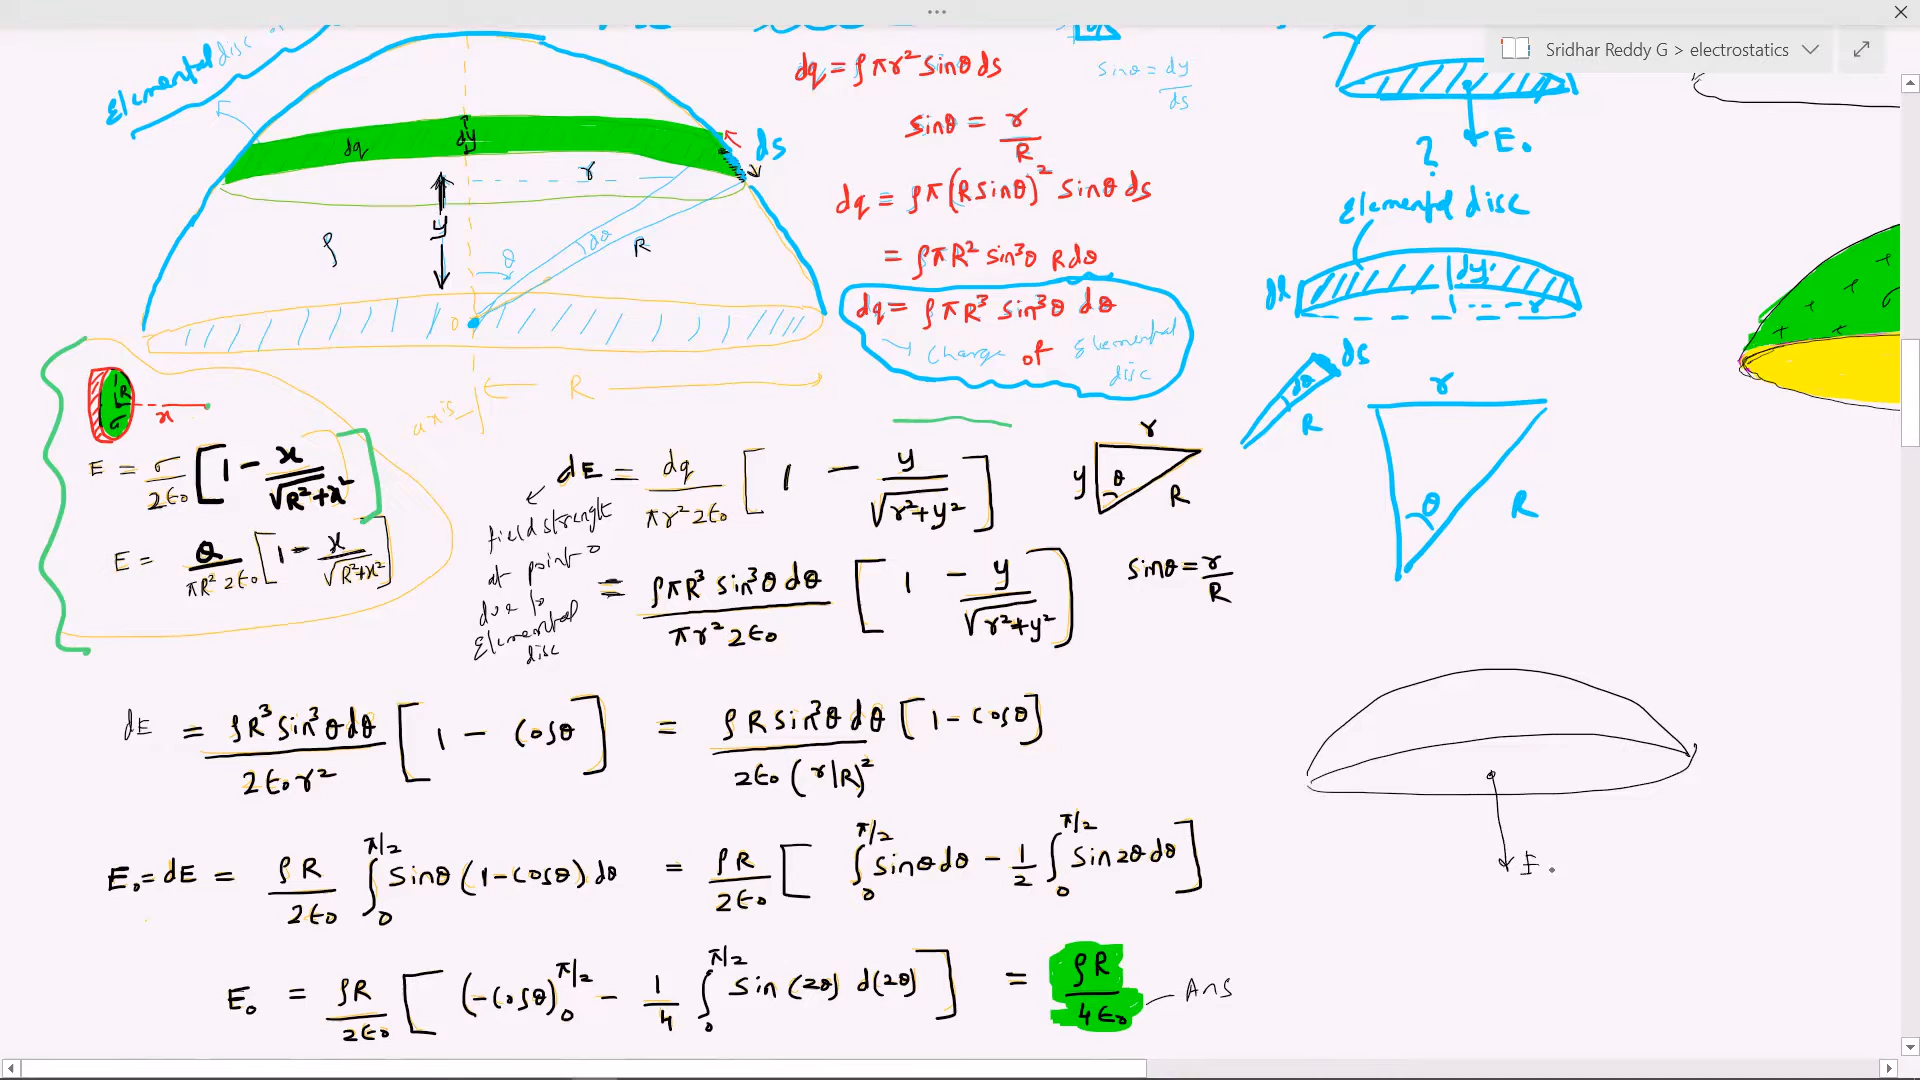 Sridhar Reddy G > electrostatics
Elemental disc
dq = ρπr² sinθ ds
sinθ = dy/ds
sinθ = r/R
dq = ρπ(R sinθ)² sinθ ds
= ρπR² sin³θ R dθ
dq = ρπR³ sin³θ dθ
→ Charge of Elemental disc
dq
dy
ds
r
y
ρ
θ
dθ
R
O
R
axis
E₀
?
Elemental disc
dl
dy
r
ds
dθ
R
r
θ
R
R
σ
x
E = σ/2ϵ₀ [1 - x/√R²+x²]
E = Q/πR² 2ϵ₀ [1 - x/√R²+x²]
dE = dq/πr² 2ϵ₀ [1 - y/√r²+y²]
field strength
at point o
due to
Elemental
disc
= ρπR³ sin³θ dθ/πr² 2ϵ₀ [1 - y/√r²+y²]
r
y
θ
R
sinθ = r/R
dE = ρR³ sin³θ dθ/2ϵ₀ r² [1 - cosθ] = ρR sin³θ dθ/2ϵ₀ (r/R)² [1 - cosθ]
E₀ = dE = ρR/2ϵ₀ ∫₀^π/2 sinθ (1 - cosθ) dθ = ρR/2ϵ₀ [∫₀^π/2 sinθ dθ - 1/2 ∫₀^π/2 sin2θ dθ]
E₀ = ρR/2ϵ₀ [(-cosθ)₀^π/2 - 1/4 ∫₀^π/2 sin(2θ) d(2θ)] = ρR/4ϵ₀ - Ans
E₀